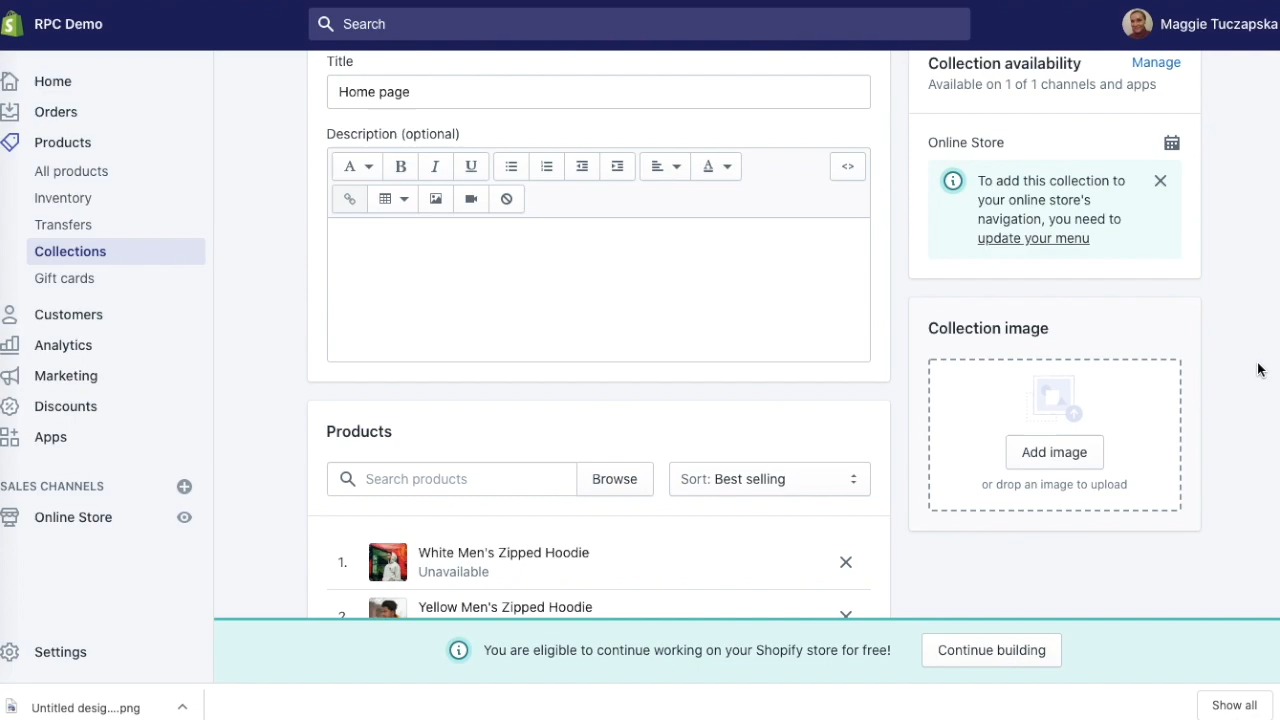 RPC Demo
Search
Maggie Tuczapska
Home
Orders
Products
All products
Inventory
Transfers
Collections
Gift cards
Customers
Analytics
Marketing
Discounts
Apps
SALES CHANNELS
Online Store
Settings
Title
Home page
Description (optional)
A
B
I
U
A
<>
Products
Search products
Browse
Sort: Best selling
1.
White Men's Zipped Hoodie
Unavailable
2
Yellow Men's Zipped Hoodie
Collection availability
Manage
Available on 1 of 1 channels and apps
Online Store
To add this collection to
your online store's
navigation, you need to
update your menu
Collection image
Add image
or drop an image to upload
You are eligible to continue working on your Shopify store for free!
Continue building
Untitled desig....png
Show all